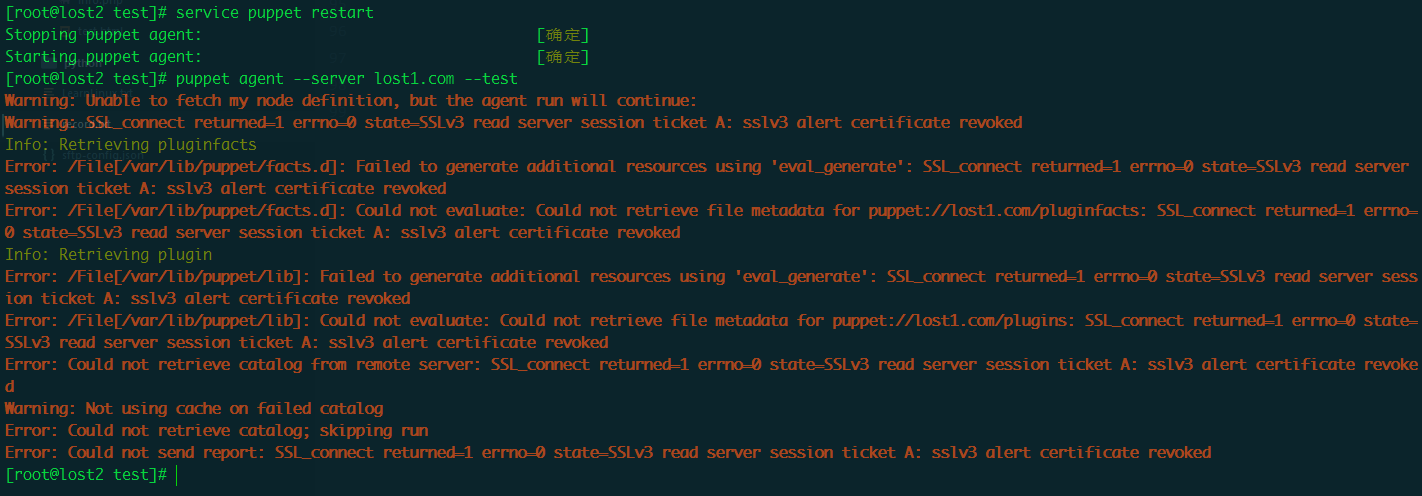 [root@lost2 test]# service puppet restart
Stopping puppet agent: [确定]
Starting puppet agent: [确定]
[root@lost2 test]# puppet agent --server lost1.com --test
Warning: Unable to fetch my node definition, but the agent run will continue:
Warning: SSL_connect returned=1 errno=0 state=SSLv3 read server session ticket A: sslv3 alert certificate revoked
Info: Retrieving pluginfacts
Error: /File[/var/lib/puppet/facts.d]: Failed to generate additional resources using 'eval_generate': SSL_connect returned=1 errno=0 state=SSLv3 read server
session ticket A: sslv3 alert certificate revoked
Error: /File[/var/lib/puppet/facts.d]: Could not evaluate: Could not retrieve file metadata for puppet://lost1.com/pluginfacts: SSL_connect returned=1 errno=
0 state=SSLv3 read server session ticket A: sslv3 alert certificate revoked
Info: Retrieving plugin
Error: /File[/var/lib/puppet/lib]: Failed to generate additional resources using 'eval_generate': SSL_connect returned=1 errno=0 state=SSLv3 read server sess
ion ticket A: sslv3 alert certificate revoked
Error: /File[/var/lib/puppet/lib]: Could not evaluate: Could not retrieve file metadata for puppet://lost1.com/plugins: SSL_connect returned=1 errno=0 state=
SSLv3 read server session ticket A: sslv3 alert certificate revoked
Error: Could not retrieve catalog from remote server: SSL_connect returned=1 errno=0 state=SSLv3 read server session ticket A: sslv3 alert certificate revoke
d
Warning: Not using cache on failed catalog
Error: Could not retrieve catalog; skipping run
Error: Could not send report: SSL_connect returned=1 errno=0 state=SSLv3 read server session ticket A: sslv3 alert certificate revoked
[root@lost2 test]#